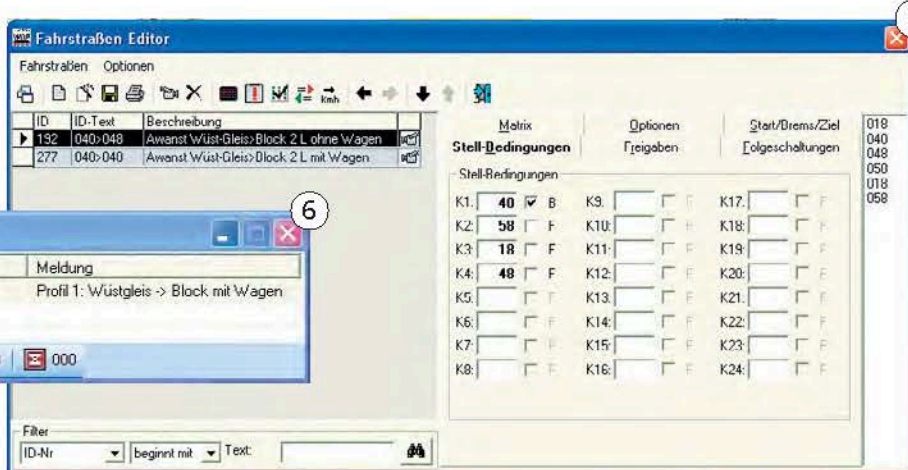 Fahrstraßen Editor
Fahrstraßen Optionen
Kmh
ID ID-Text Beschreibung
192 040>048 Awanst Wüst-Gleis>Block 2 L ohne Wagen
277 040>040 Awanst Wüst-Gleis>Block 2 L mit Wagen
6
Meldung
Profil 1: Wüstgleis -> Block mit Wagen
000
Filter
ID-Nr beginnt mit Text:
Matrix Optionen Start/Brems/Ziel
Stell-Bedingungen Freigaben Folgeschaltungen
Stell-Bedingungen
K1: 40 B K9: F K17: F
K2: 58 F K10: F K18: F
K3: 18 F K11: F K19: F
K4: 48 F K12: F K20: F
K5: F K13: F K21: F
K6: F K14: F K22: F
K7: F K15: F K23: F
K8: F K16: F K24: F
018
040
048
050
018
058